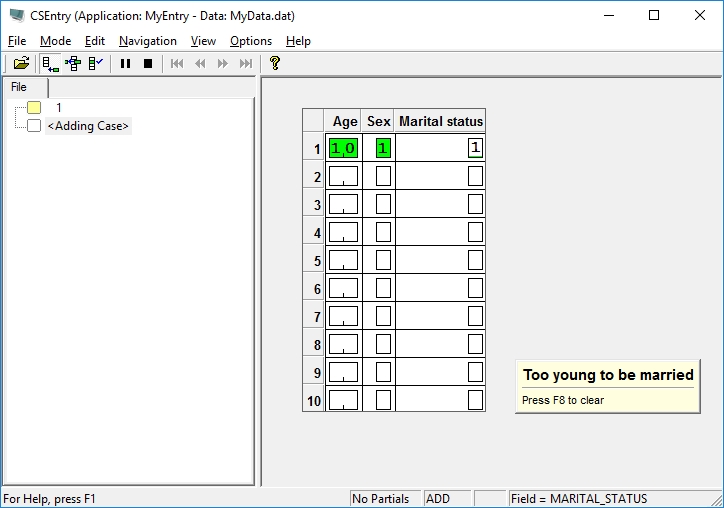 CSEntry (Application: MyEntry - Data: MyData.dat)
File Mode Edit Navigation View Options Help
File
1
<Adding Case>
Age Sex Marital status
1 10 1 1
2
3
4
5
6
7
8
9
10
Too young to be married
Press F8 to clear
For Help, press F1 No Partials ADD Field = MARITAL_STATUS